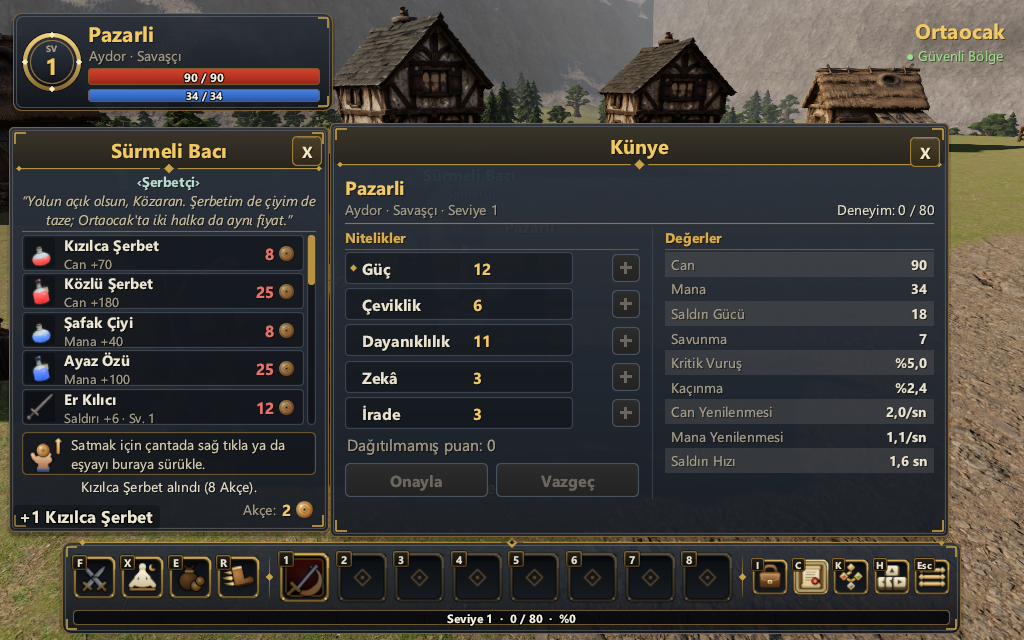 SV
1
Pazarli
Aydor · Savaşçı
90 / 90
34 / 34
Ortaocak
Güvenli Bölge
Sürmeli Bacı
X
‹Şerbetçi›
"Yolun açık olsun, Közaran. Şerbetim de çiyim de
taze; Ortaocak'ta iki halka da aynı fiyat."
Kızılca Şerbet
Can +70
8
Közlü Şerbet
Can +180
25
Şafak Çiyi
Mana +40
8
Ayaz Özü
Mana +100
25
Er Kılıcı
Saldırı +6 · Sv. 1
12
Satmak için çantada sağ tıkla ya da
eşyayı buraya sürükle.
Kızılca Şerbet alındı (8 Akçe).
Akçe: 2
+1 Kızılca Şerbet
Künye
X
Sürmeli Bacı
Pazarli
Aydor · Savaşçı · Seviye 1
Deneyim: 0 / 80
Pazarli
Nitelikler
Güç 12 +
Çeviklik 6 +
Dayanıklılık 11 +
Zekâ 3 +
İrade 3 +
Dağıtılmamış puan: 0
Onayla
Vazgeç
Değerler
Can 90
Mana 34
Saldırı Gücü 18
Savunma 7
Kritik Vuruş %5,0
Kaçınma %2,4
Can Yenilenmesi 2,0/sn
Mana Yenilenmesi 1,1/sn
Saldırı Hızı 1,6 sn
F X E R 1 2 3 4 5 6 7 8 I C K H Esc
Seviye 1 · 0 / 80 · %0